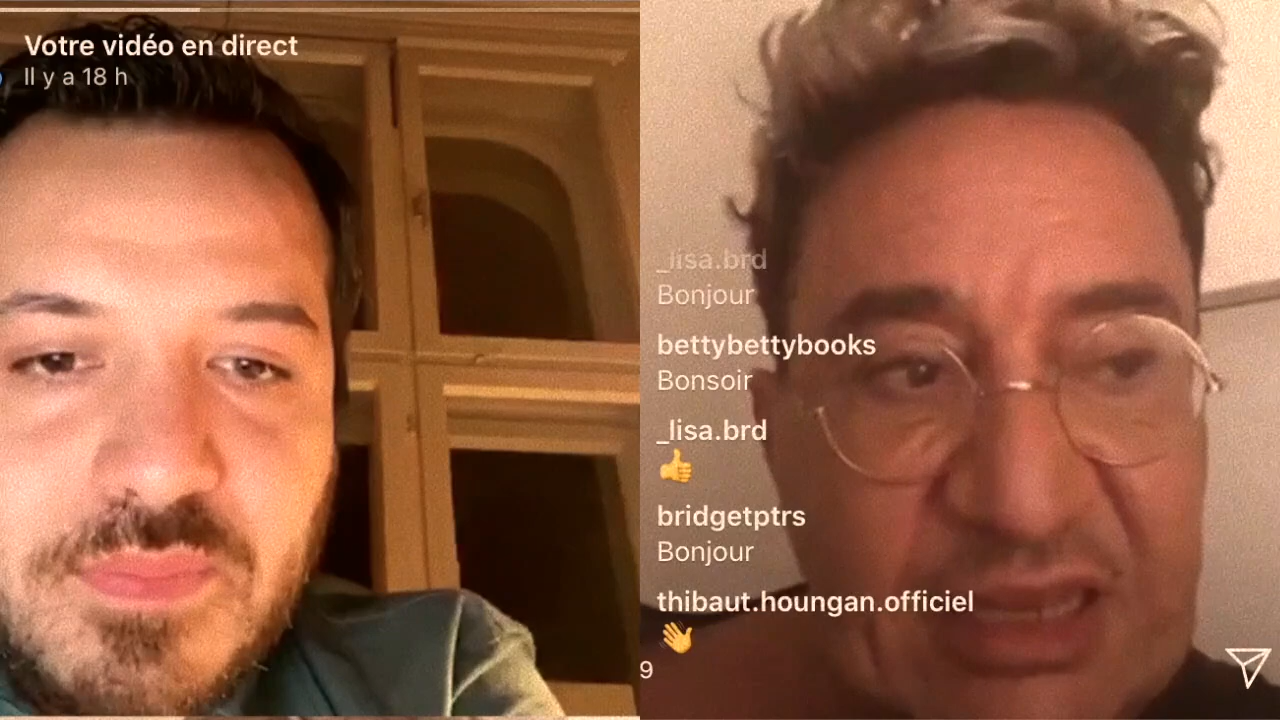 Votre vidéo en direct
Il y a 18 h
_lisa.brd
Bonjour
bettybettybooks
Bonsoir
_lisa.brd
👍
bridgetptrs
Bonjour
thibaut.houngan.officiel
👋
9